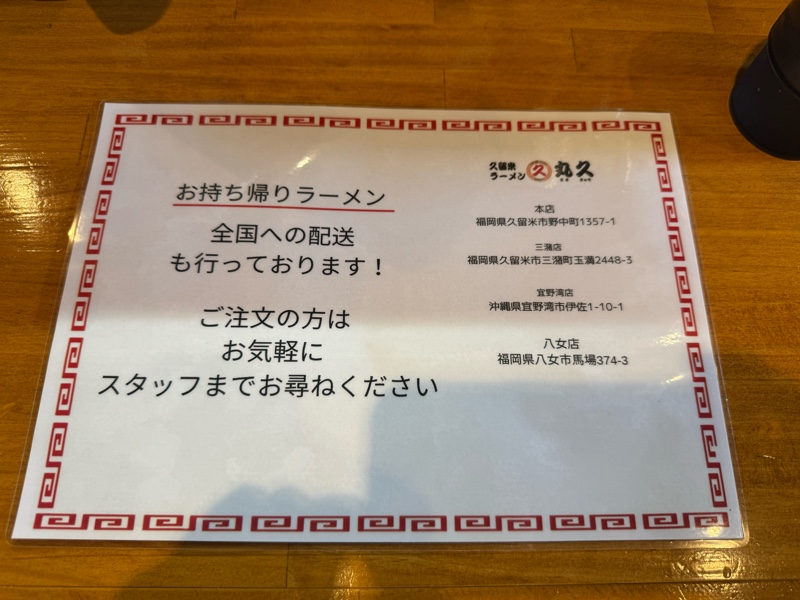 お持ち帰りラーメン
全国への配送
も行っております！
ご注文の方は
お気軽に
スタッフまでお尋ねください
久留米
ラーメン 久 丸久
本店
福岡県久留米市野中町1357-1
三潴店
福岡県久留米市三潴町玉満2448-3
宜野湾店
沖縄県宜野湾市伊佐1-10-1
八女店
福岡県八女市馬場374-3